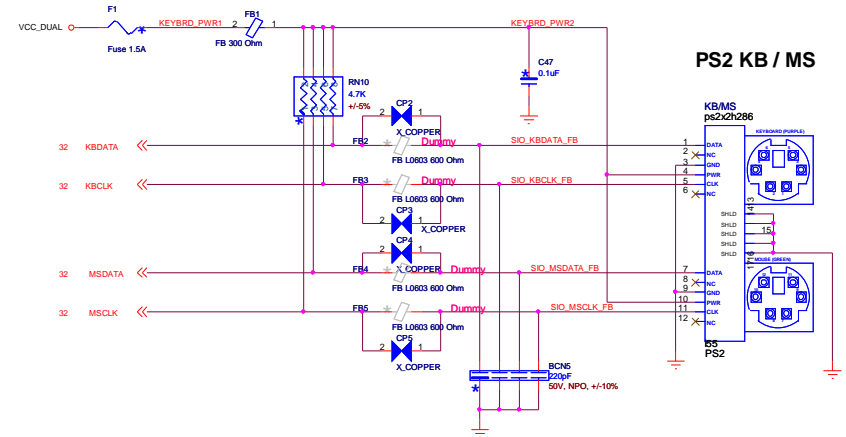 F1
VCC_DUAL
KEYBRD_PWR1
2
FB1
1
KEYBRD_PWR2
Fuse 1.5A
FB 300 Ohm
C47
0.1uF
PS2 KB / MS
RN10
4.7K
+/-5%
CP2
2
1
X_COPPER
KB/MS
ps2x2h286
KEYBOARD (PURPLE)
32
KBDATA
FB2
Dummy
SIO_KBDATA_FB
FB L0603 600 Ohm
1
DATA
2
NC
3
GND
4
PWR
5
CLK
6
NC
32
KBCLK
FB3
Dummy
SIO_KBCLK_FB
FB L0603 600 Ohm
2
1
CP3
X_COPPER
CP4
2
1
X_COPPER
SHLD
SHLD
SHLD
SHLD
SHLD
13
14
15
16
17
MOUSE (GREEN)
32
MSDATA
FB4
Dummy
SIO_MSDATA_FB
FB L0603 600 Ohm
7
DATA
8
NC
9
GND
10
PWR
11
CLK
12
NC
32
MSCLK
FB5
Dummy
SIO_MSCLK_FB
FB L0603 600 Ohm
CP5
2
1
X_COPPER
PS2
BCN5
220pF
50V, NPO, +/-10%